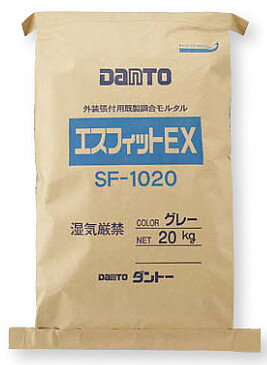 DANTO
外装張付用既製調合モルタル
エスフィットEX
SF-1020
湿気厳禁
COLOR グレー
NET 20kg
DANTO ダントー